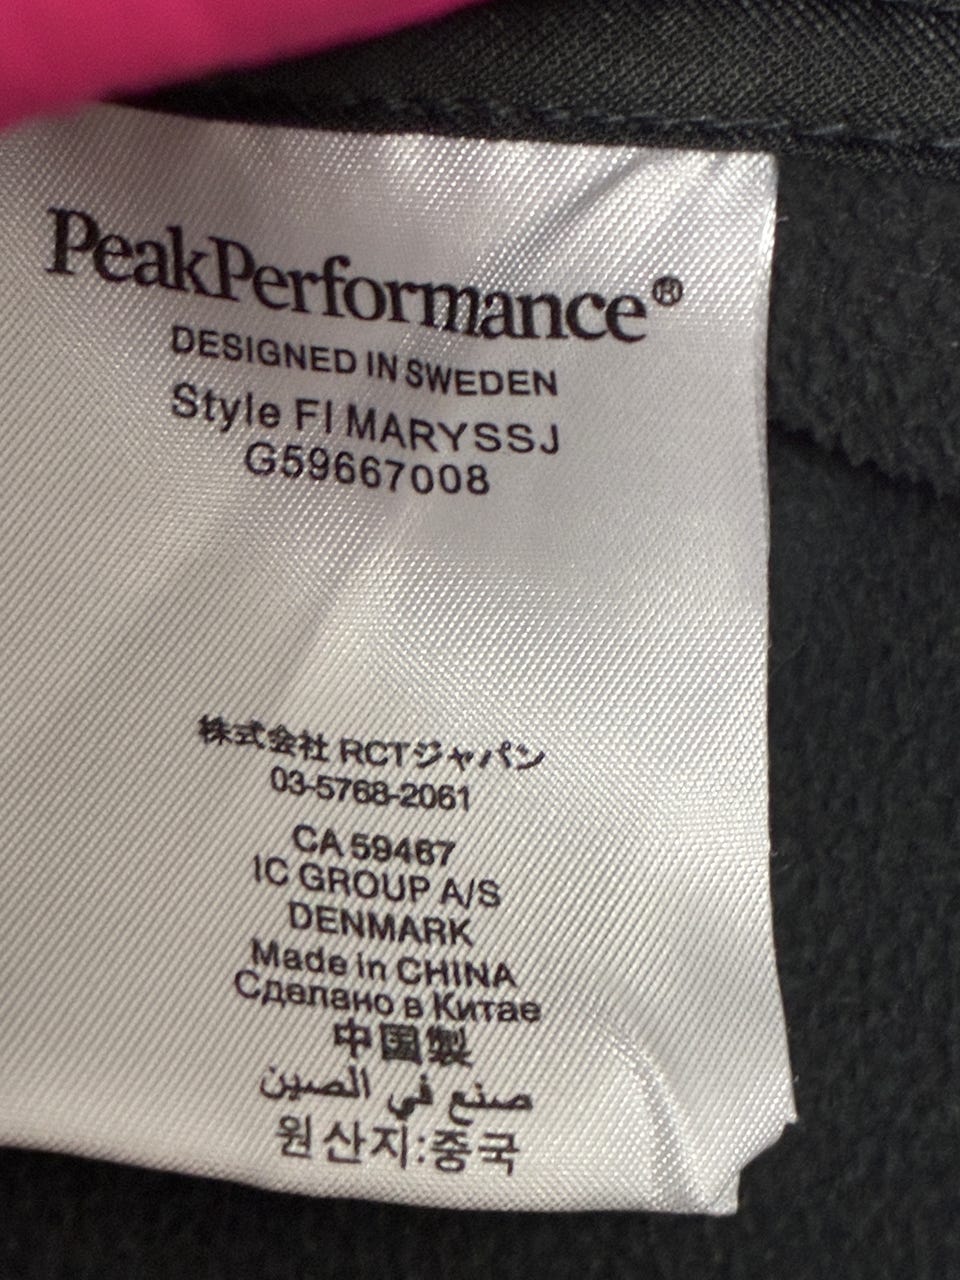 PeakPerformance®
DESIGNED IN SWEDEN
Style FI MARYSSJ
G59667008
株式会社 RCTジャパン
03-5768-2061
CA 59467
IC GROUP A/S
DENMARK
Made in CHINA
Сделано в Китае
中国製
صنع في الصين
원산지:중국